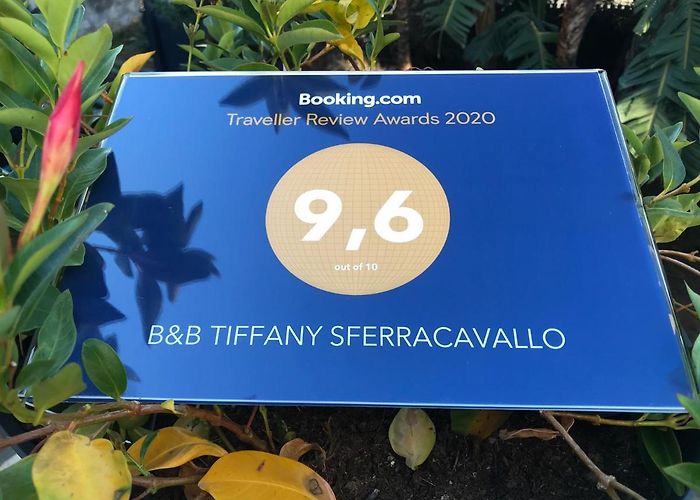 Booking.com
Traveller Review Awards 2020
9,6
out of 10
B&B TIFFANY SFERRACAVALLO